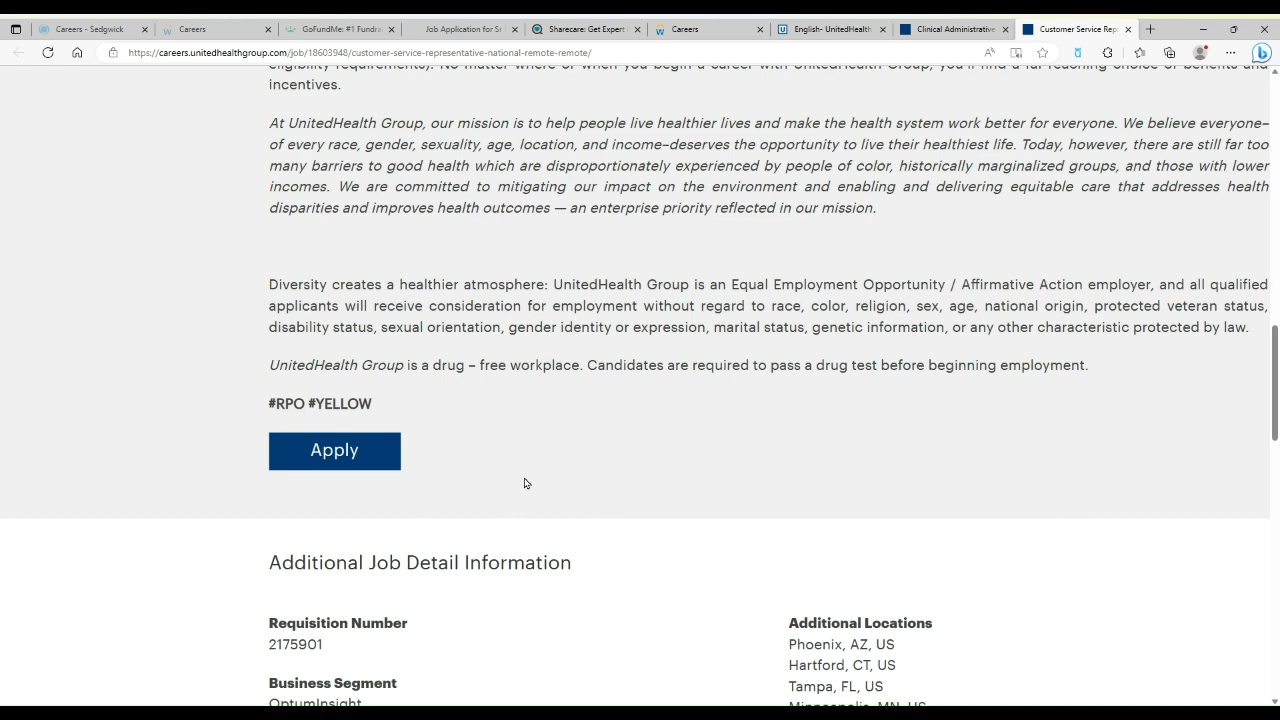 Careers - Sedgwick
Careers
GoFundMe: #1 Fundra
Job Application for Sr
Sharecare: Get Expert
Careers
English- UnitedHealth
Clinical Administrative
Customer Service Rep
https://careers.unitedhealthgroup.com/job/18603948/customer-service-representative-national-remote-remote/
eligibility requirements). No matter where or when you begin a career with UnitedHealth Group, you'll find a far-reaching choice of benefits and
incentives.
At UnitedHealth Group, our mission is to help people live healthier lives and make the health system work better for everyone. We believe everyone–
of every race, gender, sexuality, age, location, and income–deserves the opportunity to live their healthiest life. Today, however, there are still far too
many barriers to good health which are disproportionately experienced by people of color, historically marginalized groups, and those with lower
incomes. We are committed to mitigating our impact on the environment and enabling and delivering equitable care that addresses health
disparities and improves health outcomes — an enterprise priority reflected in our mission.
Diversity creates a healthier atmosphere: UnitedHealth Group is an Equal Employment Opportunity / Affirmative Action employer, and all qualified
applicants will receive consideration for employment without regard to race, color, religion, sex, age, national origin, protected veteran status,
disability status, sexual orientation, gender identity or expression, marital status, genetic information, or any other characteristic protected by law.
UnitedHealth Group is a drug – free workplace. Candidates are required to pass a drug test before beginning employment.
#RPO #YELLOW
Apply
Additional Job Detail Information
Requisition Number
2175901
Business Segment
OptumInsight
Additional Locations
Phoenix, AZ, US
Hartford, CT, US
Tampa, FL, US
Minneapolis, MN, US